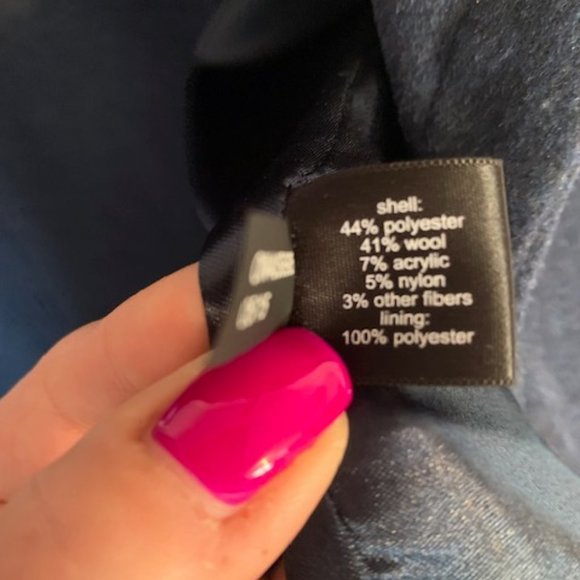 shell:
44% polyester
41% wool
7% acrylic
5% nylon
3% other fibers
lining:
100% polyester